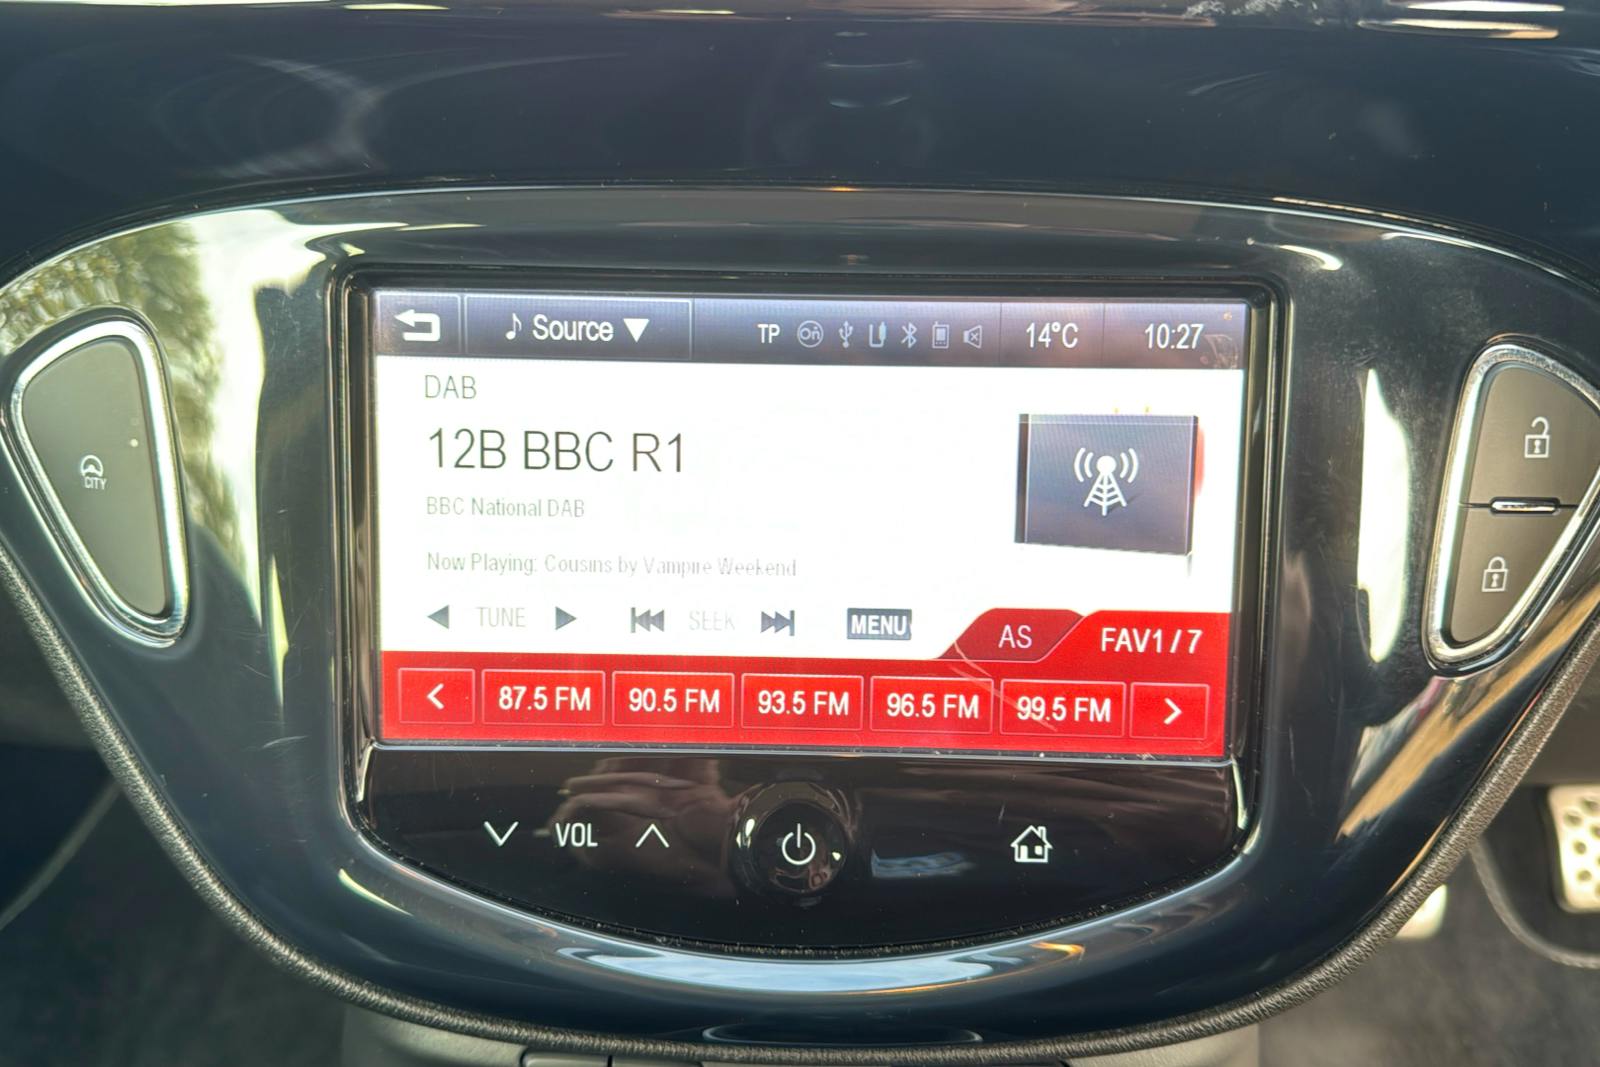 Source TP On 14°C 10:27
DAB
12B BBC R1
BBC National DAB
Now Playing: Cousins by Vampire Weekend
TUNE SEEK MENU
AS FAV1/7
87.5 FM 90.5 FM 93.5 FM 96.5 FM 99.5 FM
VOL
CITY